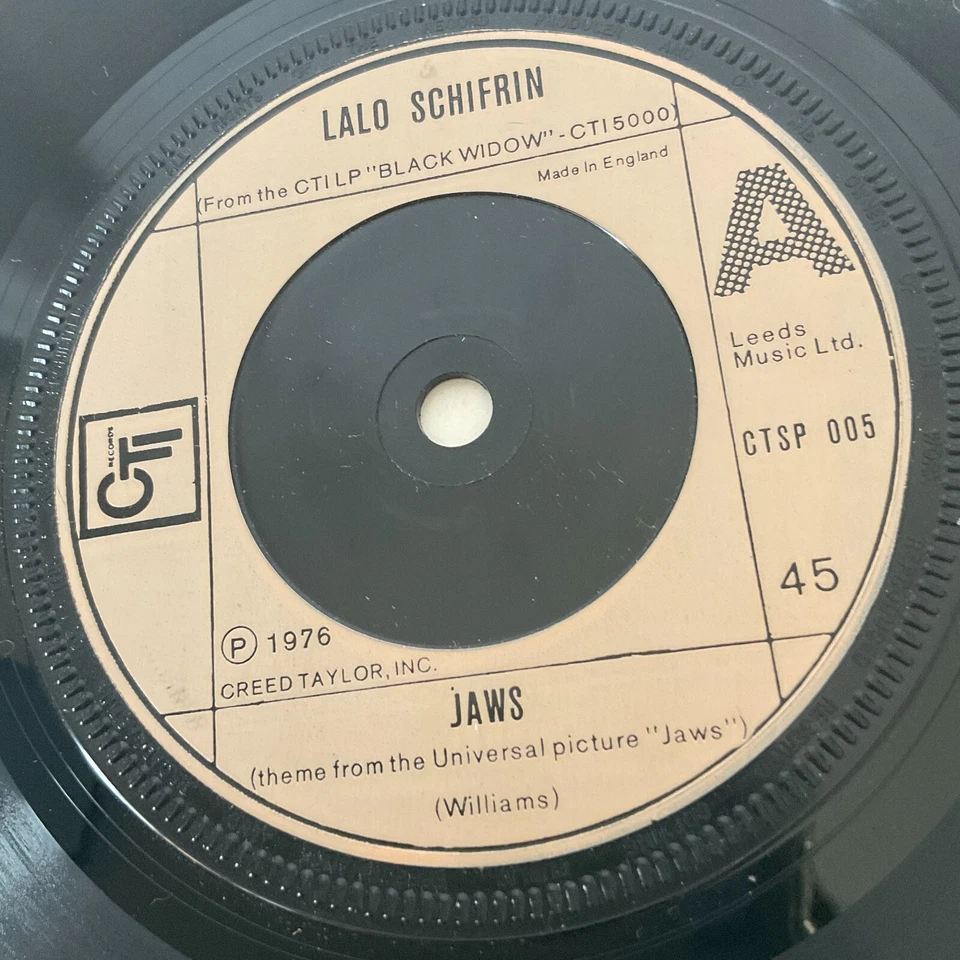 LALO SCHIFRIN
(From the CTI LP "BLACK WIDOW" - CTI 5000)
Made In England
A
Leeds
Music Ltd.
CTSP 005
45
CTI
RECORDS
Ⓟ 1976
CREED TAYLOR, INC.
JAWS
(theme from the Universal picture "Jaws")
(Williams)